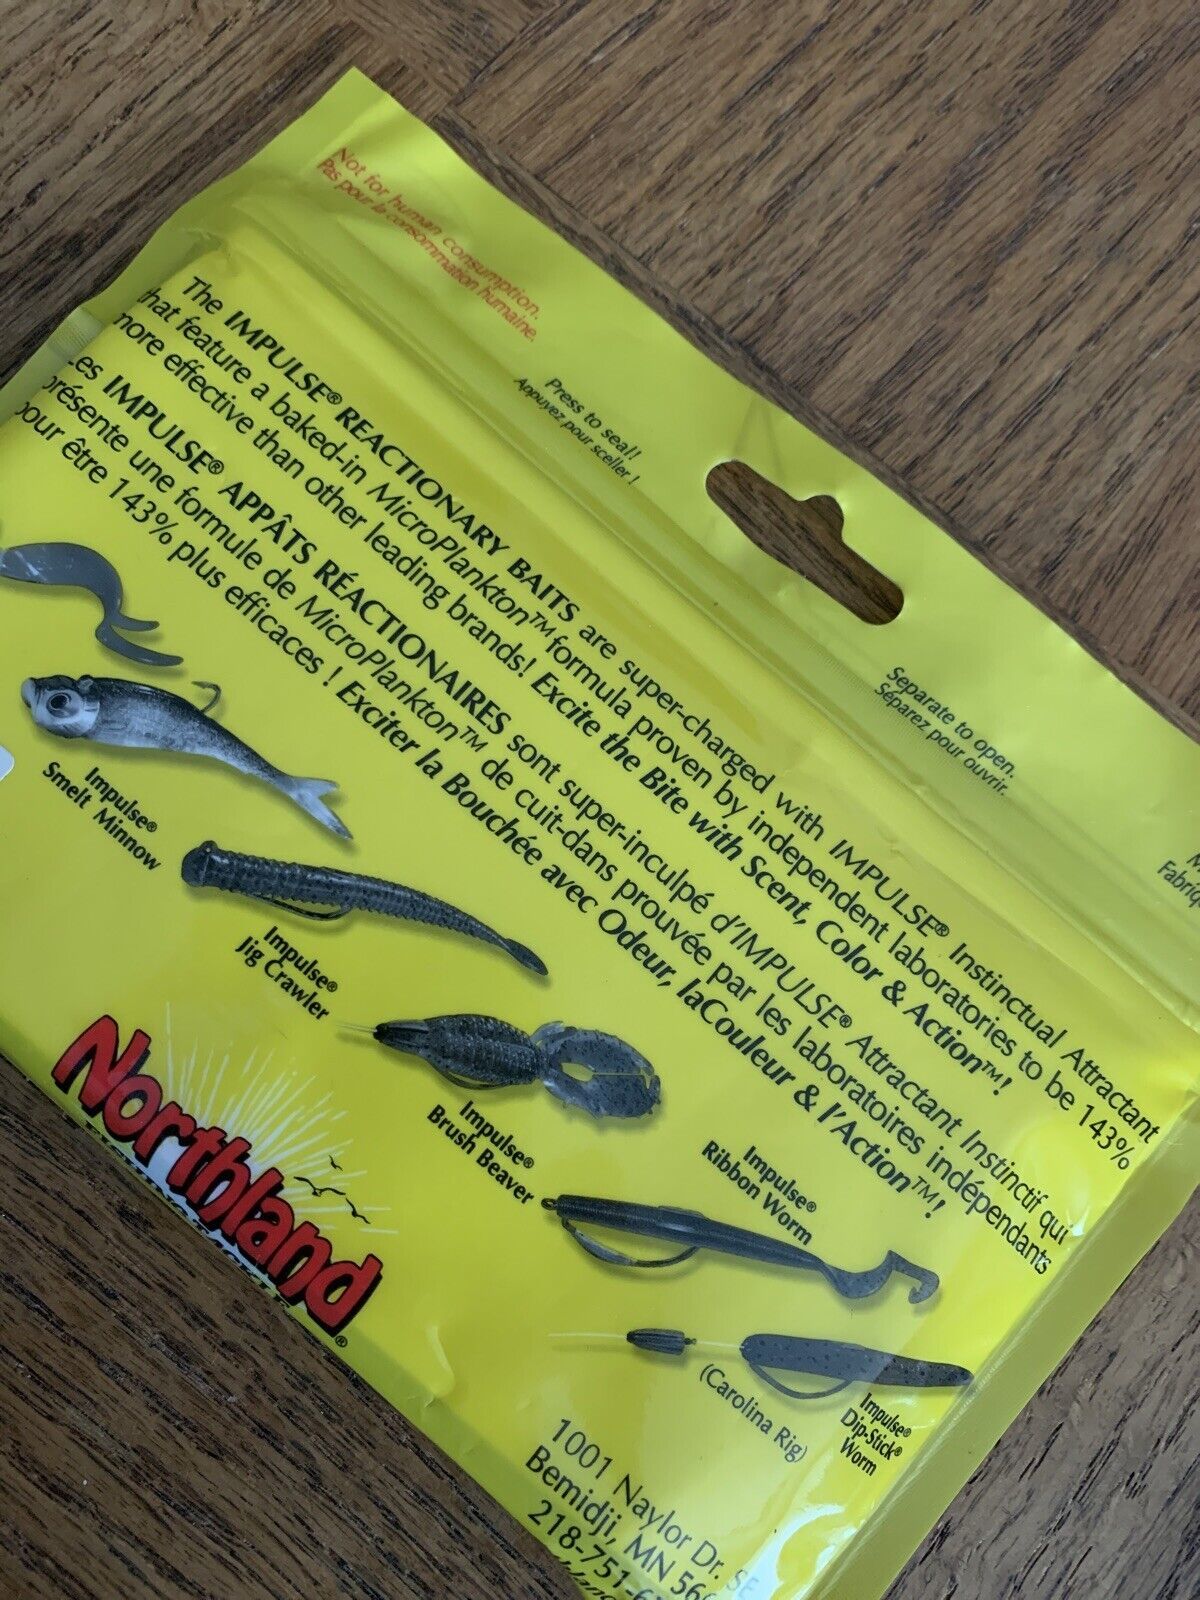 Not for human consumption.
Pas pour la consommation humaine.
Press to seal!
Appuyez pour sceller !
Separate to open.
Séparez pour ouvrir.
The IMPULSE® REACTIONARY BAITS are super-charged with IMPULSE® Instinctual Attractant
that feature a baked-in MicroPlankton™ formula proven by independent laboratories to be 143%
more effective than other leading brands! Excite the Bite with Scent, Color & Action™!
Les IMPULSE® APPÂTS RÉACTIONAIRES sont super-inculpé d'IMPULSE® Attractant Instinctif qui
présente une formule de MicroPlankton™ de cuit-dans prouvée par les laboratoires indépendants
pour être 143% plus efficaces ! Exciter la Bouchée avec Odeur, laCouleur & l'Action™!
Impulse®
Smelt Minnow
Impulse®
Jig Crawler
Impulse®
Brush Beaver
Impulse®
Ribbon Worm
(Carolina Rig)
Impulse®
Dip-Stick®
Worm
Northland®
1001 Naylor Dr. SE
Bemidji, MN
218-751-